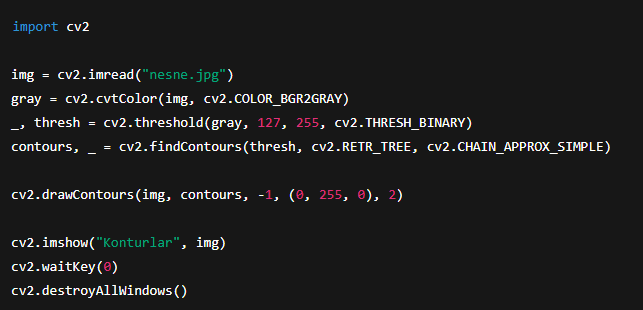 import cv2
img = cv2.imread("nesne.jpg")
gray = cv2.cvtColor(img, cv2.COLOR_BGR2GRAY)
_, thresh = cv2.threshold(gray, 127, 255, cv2.THRESH_BINARY)
contours, _ = cv2.findContours(thresh, cv2.RETR_TREE, cv2.CHAIN_APPROX_SIMPLE)
cv2.drawContours(img, contours, -1, (0, 255, 0), 2)
cv2.imshow("Konturlar", img)
cv2.waitKey(0)
cv2.destroyAllWindows()